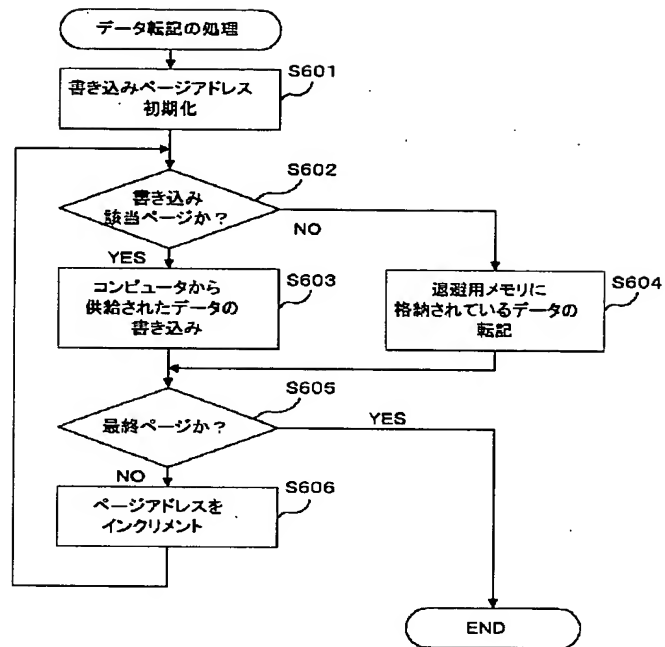 データ転記の処理
S601
書き込みページアドレス
初期化
S602
書き込み
該当ページか？
NO
YES
S603
コンピュータから
供給されたデータの
書き込み
S604
退避用メモリに
格納されているデータの
転記
S605
最終ページか？
YES
NO
S606
ページアドレスを
インクリメント
END